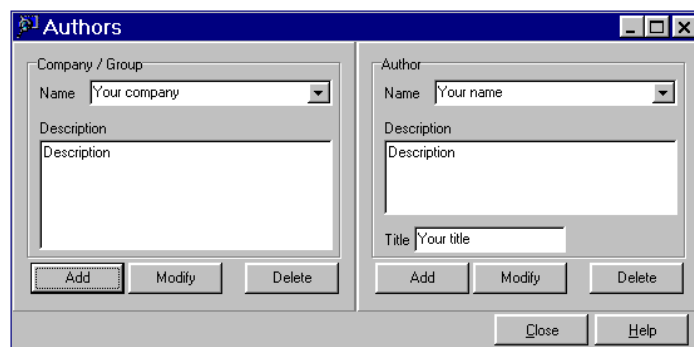 Authors
Company / Group
Name Your company
Description
Description
Add Modify Delete
Author
Name Your name
Description
Description
Title Your title
Add Modify Delete
Close Help